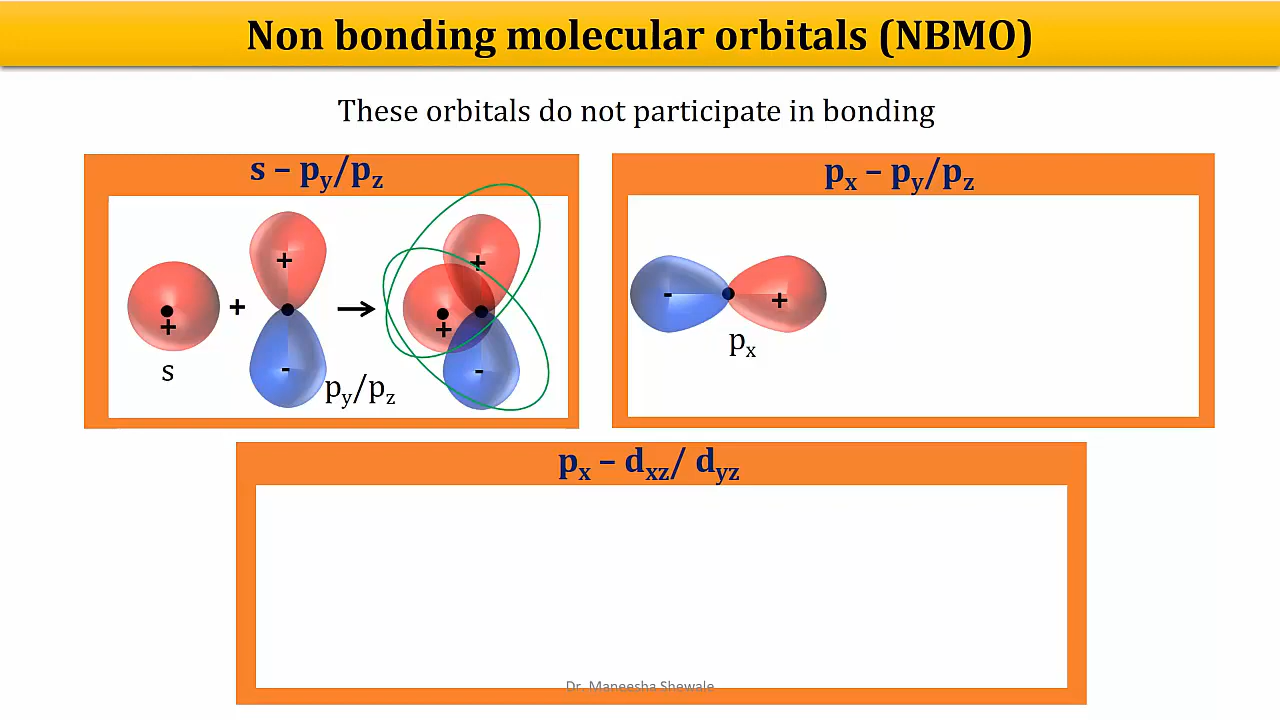 Non bonding molecular orbitals (NBMO)
These orbitals do not participate in bonding
s – py/pz
+
+
+
-
s
py/pz
+
+
-
px – py/pz
-
+
px
px – dxz/ dyz
Dr. Maneesha Shewale